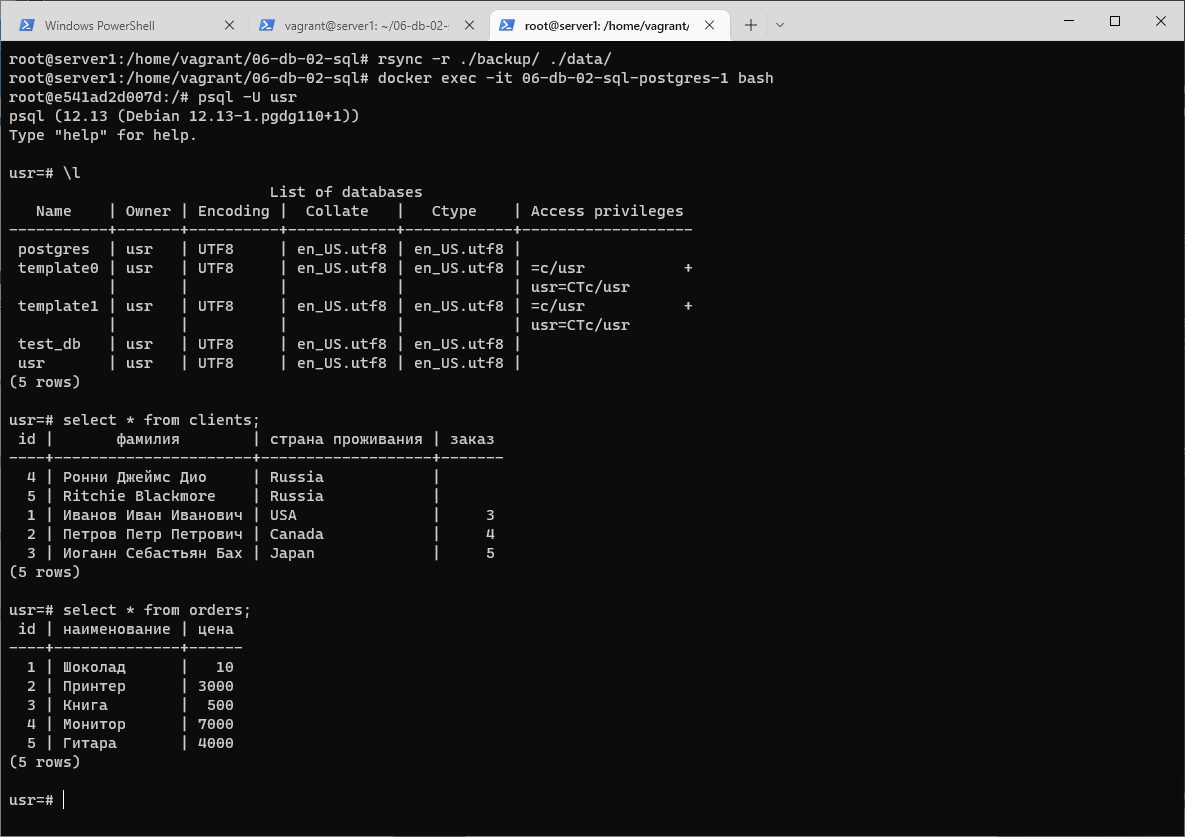 Windows PowerShell
vagrant@server1: ~/06-db-02-
root@server1: /home/vagrant/
root@server1:/home/vagrant/06-db-02-sql# rsync -r ./backup/ ./data/
root@server1:/home/vagrant/06-db-02-sql# docker exec -it 06-db-02-sql-postgres-1 bash
root@e541ad2d007d:/# psql -U usr
psql (12.13 (Debian 12.13-1.pgdg110+1))
Type "help" for help.
usr=# \l
                             List of databases
   Name    | Owner | Encoding |  Collate   |   Ctype    | Access privileges
-----------+-------+----------+------------+------------+-------------------
 postgres  | usr   | UTF8     | en_US.utf8 | en_US.utf8 |
 template0 | usr   | UTF8     | en_US.utf8 | en_US.utf8 | =c/usr           +
           |       |          |            |            | usr=CTc/usr
 template1 | usr   | UTF8     | en_US.utf8 | en_US.utf8 | =c/usr           +
           |       |          |            |            | usr=CTc/usr
 test_db   | usr   | UTF8     | en_US.utf8 | en_US.utf8 |
 usr       | usr   | UTF8     | en_US.utf8 | en_US.utf8 |
(5 rows)
usr=# select * from clients;
 id |       фамилия        | страна проживания | заказ
----+----------------------+-------------------+-------
  4 | Ронни Джеймс Дио     | Russia            |
  5 | Ritchie Blackmore    | Russia            |
  1 | Иванов Иван Иванович | USA               |     3
  2 | Петров Петр Петрович | Canada            |     4
  3 | Иоганн Себастьян Бах | Japan             |     5
(5 rows)
usr=# select * from orders;
 id | наименование | цена
----+--------------+------
  1 | Шоколад      |   10
  2 | Принтер      | 3000
  3 | Книга        |  500
  4 | Монитор      | 7000
  5 | Гитара       | 4000
(5 rows)
usr=#